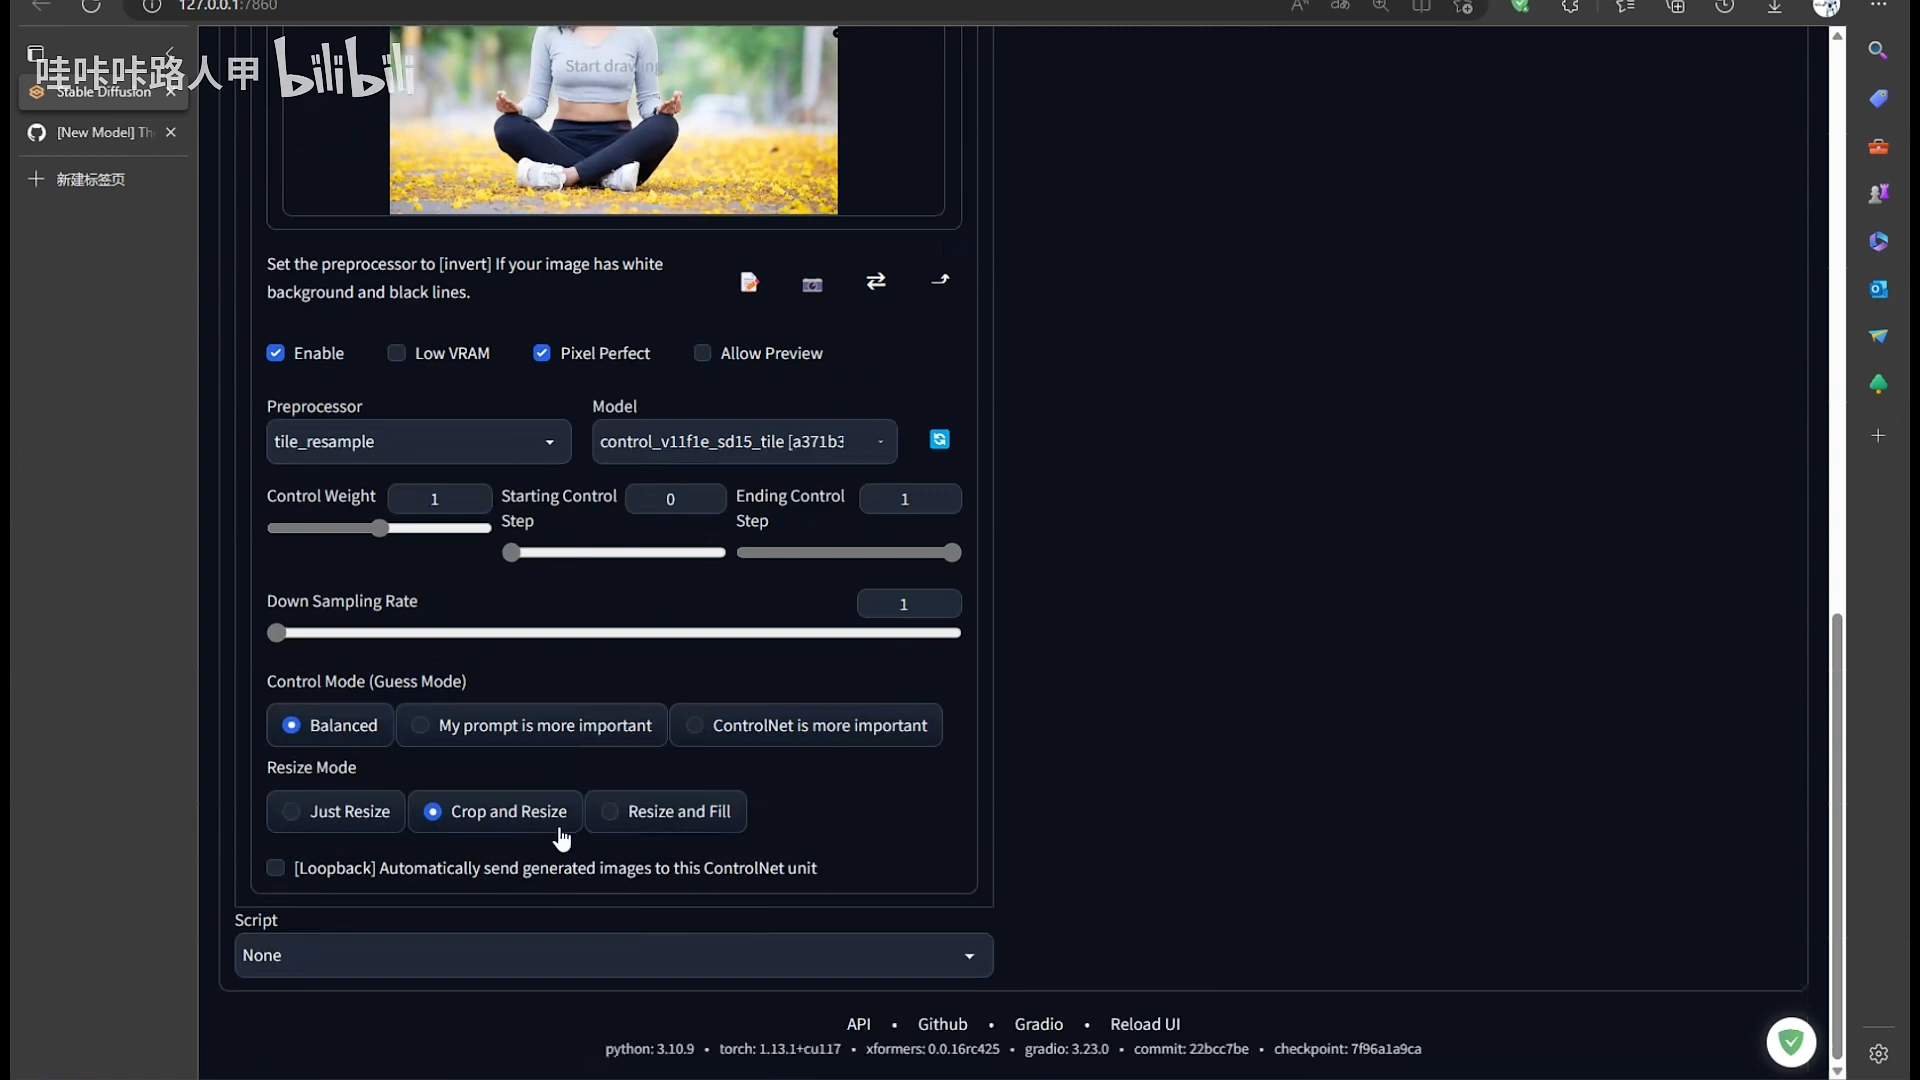 127.0.0.1:7860
哇咔咔路人甲 bilibili
Stable Diffusion
[New Model] Th
新建标签页
Start drawing
Set the preprocessor to [invert] If your image has white
background and black lines.
Enable Low VRAM Pixel Perfect Allow Preview
Preprocessor Model
tile_resample control_v11f1e_sd15_tile [a371b3
Control Weight 1 Starting Control Step 0 Ending Control Step 1
Down Sampling Rate 1
Control Mode (Guess Mode)
Balanced My prompt is more important ControlNet is more important
Resize Mode
Just Resize Crop and Resize Resize and Fill
[Loopback] Automatically send generated images to this ControlNet unit
Script
None
API • Github • Gradio • Reload UI
python: 3.10.9 • torch: 1.13.1+cu117 • xformers: 0.0.16rc425 • gradio: 3.23.0 • commit: 22bcc7be • checkpoint: 7f96a1a9ca